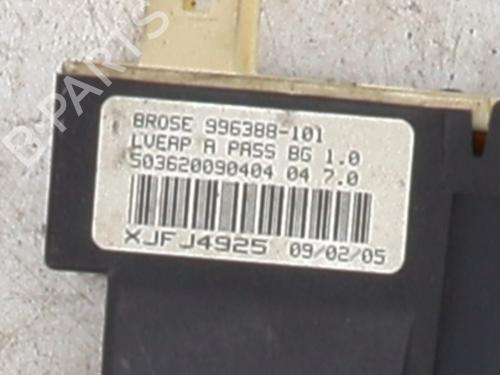 B-PARTS
BROSE 996388-101
LVEAP A PASS BG 1.0
503620090404 04 7.0
XJFJ4925 09/02/05